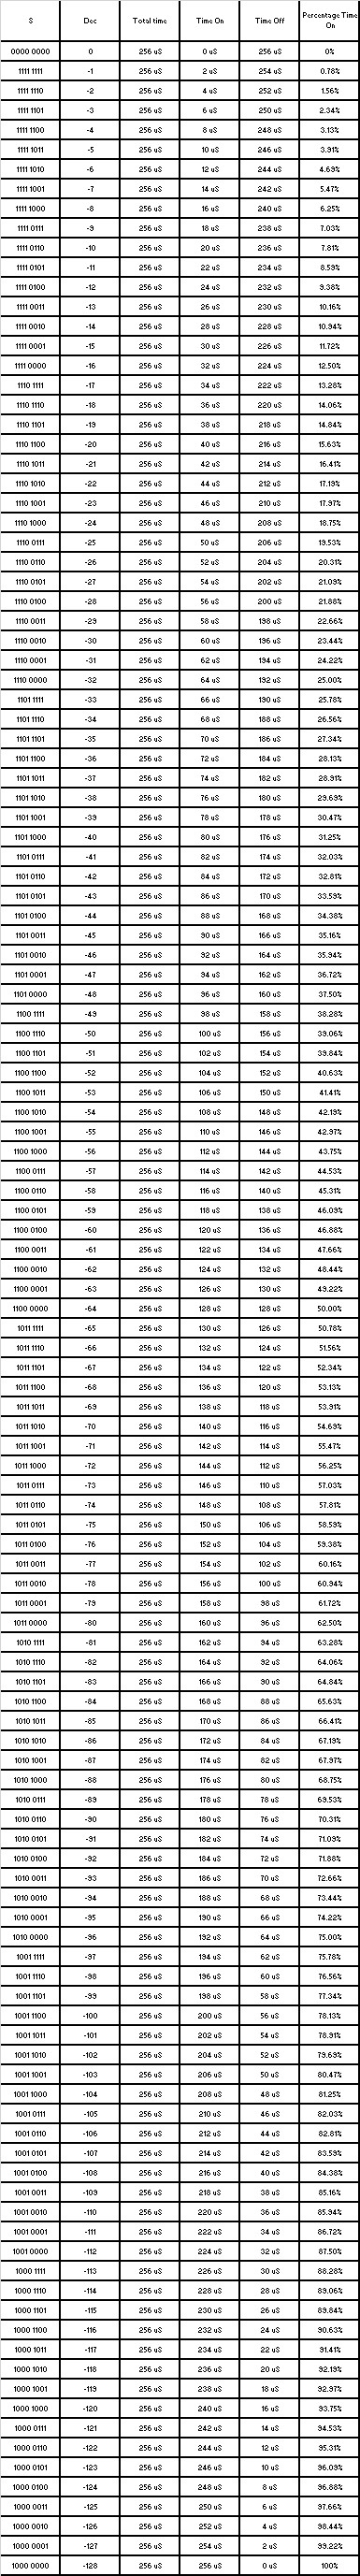 S Dec Total time Time On Time Off Percentage Time
On
0000 0000 0 256 uS 0 uS 256 uS 0%
1111 1111 -1 256 uS 2 uS 254 uS 0.78%
1111 1110 -2 256 uS 4 uS 252 uS 1.56%
1111 1101 -3 256 uS 6 uS 250 uS 2.34%
1111 1100 -4 256 uS 8 uS 248 uS 3.13%
1111 1011 -5 256 uS 10 uS 246 uS 3.91%
1111 1010 -6 256 uS 12 uS 244 uS 4.69%
1111 1001 -7 256 uS 14 uS 242 uS 5.47%
1111 1000 -8 256 uS 16 uS 240 uS 6.25%
1111 0111 -9 256 uS 18 uS 238 uS 7.03%
1111 0110 -10 256 uS 20 uS 236 uS 7.81%
1111 0101 -11 256 uS 22 uS 234 uS 8.59%
1111 0100 -12 256 uS 24 uS 232 uS 9.38%
1111 0011 -13 256 uS 26 uS 230 uS 10.16%
1111 0010 -14 256 uS 28 uS 228 uS 10.94%
1111 0001 -15 256 uS 30 uS 226 uS 11.72%
1111 0000 -16 256 uS 32 uS 224 uS 12.50%
1110 1111 -17 256 uS 34 uS 222 uS 13.28%
1110 1110 -18 256 uS 36 uS 220 uS 14.06%
1110 1101 -19 256 uS 38 uS 218 uS 14.84%
1110 1100 -20 256 uS 40 uS 216 uS 15.63%
1110 1011 -21 256 uS 42 uS 214 uS 16.41%
1110 1010 -22 256 uS 44 uS 212 uS 17.19%
1110 1001 -23 256 uS 46 uS 210 uS 17.97%
1110 1000 -24 256 uS 48 uS 208 uS 18.75%
1110 0111 -25 256 uS 50 uS 206 uS 19.53%
1110 0110 -26 256 uS 52 uS 204 uS 20.31%
1110 0101 -27 256 uS 54 uS 202 uS 21.09%
1110 0100 -28 256 uS 56 uS 200 uS 21.88%
1110 0011 -29 256 uS 58 uS 198 uS 22.66%
1110 0010 -30 256 uS 60 uS 196 uS 23.44%
1110 0001 -31 256 uS 62 uS 194 uS 24.22%
1110 0000 -32 256 uS 64 uS 192 uS 25.00%
1101 1111 -33 256 uS 66 uS 190 uS 25.78%
1101 1110 -34 256 uS 68 uS 188 uS 26.56%
1101 1101 -35 256 uS 70 uS 186 uS 27.34%
1101 1100 -36 256 uS 72 uS 184 uS 28.13%
1101 1011 -37 256 uS 74 uS 182 uS 28.91%
1101 1010 -38 256 uS 76 uS 180 uS 29.69%
1101 1001 -39 256 uS 78 uS 178 uS 30.47%
1101 1000 -40 256 uS 80 uS 176 uS 31.25%
1101 0111 -41 256 uS 82 uS 174 uS 32.03%
1101 0110 -42 256 uS 84 uS 172 uS 32.81%
1101 0101 -43 256 uS 86 uS 170 uS 33.59%
1101 0100 -44 256 uS 88 uS 168 uS 34.38%
1101 0011 -45 256 uS 90 uS 166 uS 35.16%
1101 0010 -46 256 uS 92 uS 164 uS 35.94%
1101 0001 -47 256 uS 94 uS 162 uS 36.72%
1101 0000 -48 256 uS 96 uS 160 uS 37.50%
1100 1111 -49 256 uS 98 uS 158 uS 38.28%
1100 1110 -50 256 uS 100 uS 156 uS 39.06%
1100 1101 -51 256 uS 102 uS 154 uS 39.84%
1100 1100 -52 256 uS 104 uS 152 uS 40.63%
1100 1011 -53 256 uS 106 uS 150 uS 41.41%
1100 1010 -54 256 uS 108 uS 148 uS 42.19%
1100 1001 -55 256 uS 110 uS 146 uS 42.97%
1100 1000 -56 256 uS 112 uS 144 uS 43.75%
1100 0111 -57 256 uS 114 uS 142 uS 44.53%
1100 0110 -58 256 uS 116 uS 140 uS 45.31%
1100 0101 -59 256 uS 118 uS 138 uS 46.09%
1100 0100 -60 256 uS 120 uS 136 uS 46.88%
1100 0011 -61 256 uS 122 uS 134 uS 47.66%
1100 0010 -62 256 uS 124 uS 132 uS 48.44%
1100 0001 -63 256 uS 126 uS 130 uS 49.22%
1100 0000 -64 256 uS 128 uS 128 uS 50.00%
1011 1111 -65 256 uS 130 uS 126 uS 50.78%
1011 1110 -66 256 uS 132 uS 124 uS 51.56%
1011 1101 -67 256 uS 134 uS 122 uS 52.34%
1011 1100 -68 256 uS 136 uS 120 uS 53.13%
1011 1011 -69 256 uS 138 uS 118 uS 53.91%
1011 1010 -70 256 uS 140 uS 116 uS 54.69%
1011 1001 -71 256 uS 142 uS 114 uS 55.47%
1011 1000 -72 256 uS 144 uS 112 uS 56.25%
1011 0111 -73 256 uS 146 uS 110 uS 57.03%
1011 0110 -74 256 uS 148 uS 108 uS 57.81%
1011 0101 -75 256 uS 150 uS 106 uS 58.59%
1011 0100 -76 256 uS 152 uS 104 uS 59.38%
1011 0011 -77 256 uS 154 uS 102 uS 60.16%
1011 0010 -78 256 uS 156 uS 100 uS 60.94%
1011 0001 -79 256 uS 158 uS 98 uS 61.72%
1011 0000 -80 256 uS 160 uS 96 uS 62.50%
1010 1111 -81 256 uS 162 uS 94 uS 63.28%
1010 1110 -82 256 uS 164 uS 92 uS 64.06%
1010 1101 -83 256 uS 166 uS 90 uS 64.84%
1010 1100 -84 256 uS 168 uS 88 uS 65.63%
1010 1011 -85 256 uS 170 uS 86 uS 66.41%
1010 1010 -86 256 uS 172 uS 84 uS 67.19%
1010 1001 -87 256 uS 174 uS 82 uS 67.97%
1010 1000 -88 256 uS 176 uS 80 uS 68.75%
1010 0111 -89 256 uS 178 uS 78 uS 69.53%
1010 0110 -90 256 uS 180 uS 76 uS 70.31%
1010 0101 -91 256 uS 182 uS 74 uS 71.09%
1010 0100 -92 256 uS 184 uS 72 uS 71.88%
1010 0011 -93 256 uS 186 uS 70 uS 72.66%
1010 0010 -94 256 uS 188 uS 68 uS 73.44%
1010 0001 -95 256 uS 190 uS 66 uS 74.22%
1010 0000 -96 256 uS 192 uS 64 uS 75.00%
1001 1111 -97 256 uS 194 uS 62 uS 75.78%
1001 1110 -98 256 uS 196 uS 60 uS 76.56%
1001 1101 -99 256 uS 198 uS 58 uS 77.34%
1001 1100 -100 256 uS 200 uS 56 uS 78.13%
1001 1011 -101 256 uS 202 uS 54 uS 78.91%
1001 1010 -102 256 uS 204 uS 52 uS 79.69%
1001 1001 -103 256 uS 206 uS 50 uS 80.47%
1001 1000 -104 256 uS 208 uS 48 uS 81.25%
1001 0111 -105 256 uS 210 uS 46 uS 82.03%
1001 0110 -106 256 uS 212 uS 44 uS 82.81%
1001 0101 -107 256 uS 214 uS 42 uS 83.59%
1001 0100 -108 256 uS 216 uS 40 uS 84.38%
1001 0011 -109 256 uS 218 uS 38 uS 85.16%
1001 0010 -110 256 uS 220 uS 36 uS 85.94%
1001 0001 -111 256 uS 222 uS 34 uS 86.72%
1001 0000 -112 256 uS 224 uS 32 uS 87.50%
1000 1111 -113 256 uS 226 uS 30 uS 88.28%
1000 1110 -114 256 uS 228 uS 28 uS 89.06%
1000 1101 -115 256 uS 230 uS 26 uS 89.84%
1000 1100 -116 256 uS 232 uS 24 uS 90.63%
1000 1011 -117 256 uS 234 uS 22 uS 91.41%
1000 1010 -118 256 uS 236 uS 20 uS 92.19%
1000 1001 -119 256 uS 238 uS 18 uS 92.97%
1000 1000 -120 256 uS 240 uS 16 uS 93.75%
1000 0111 -121 256 uS 242 uS 14 uS 94.53%
1000 0110 -122 256 uS 244 uS 12 uS 95.31%
1000 0101 -123 256 uS 246 uS 10 uS 96.09%
1000 0100 -124 256 uS 248 uS 8 uS 96.88%
1000 0011 -125 256 uS 250 uS 6 uS 97.66%
1000 0010 -126 256 uS 252 uS 4 uS 98.44%
1000 0001 -127 256 uS 254 uS 2 uS 99.22%
1000 0000 -128 256 uS 256 uS 0 uS 100%